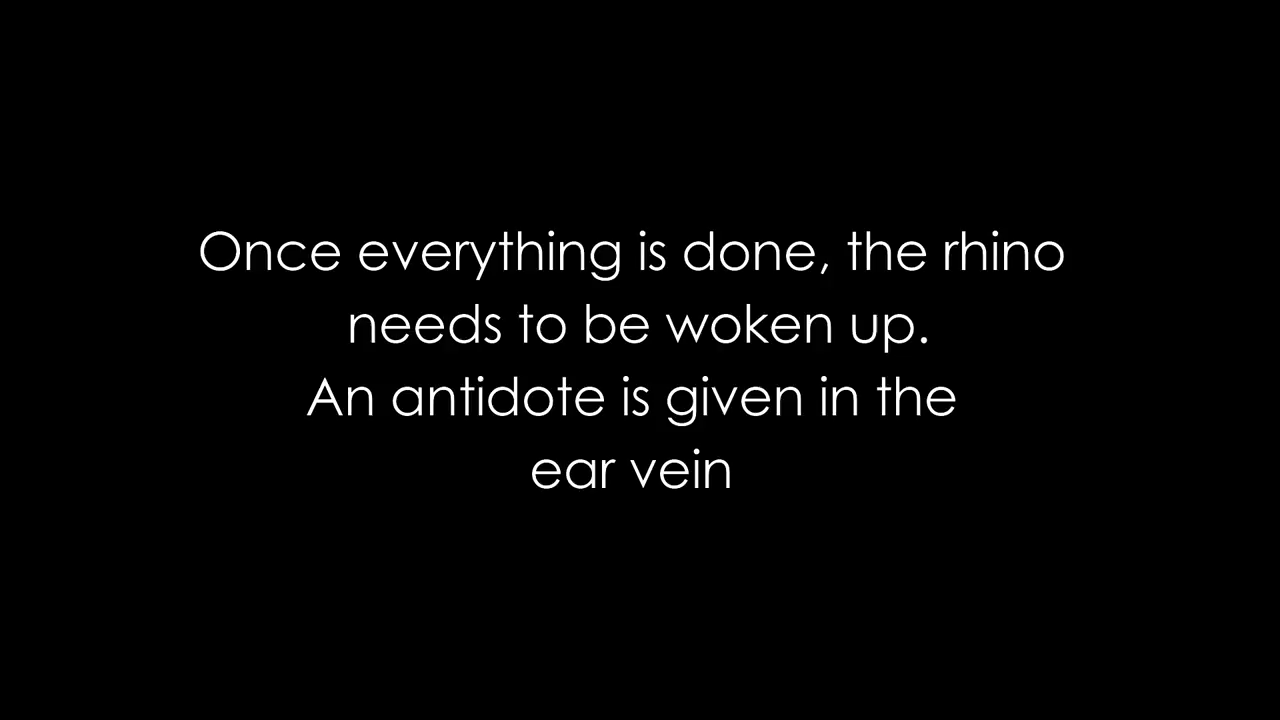 Once everything is done, the rhino
needs to be woken up.
An antidote is given in the
ear vein